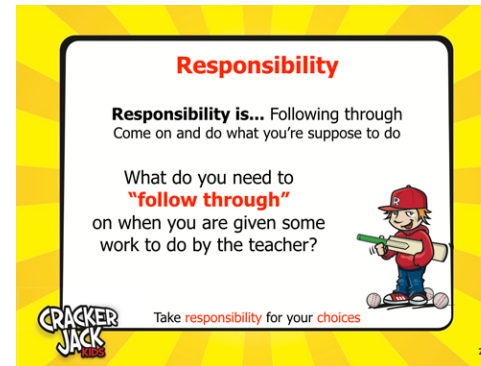 Responsibility
Responsibility is... Following through
Come on and do what you're suppose to do
What do you need to
“follow through”
on when you are given some
work to do by the teacher?
R
CRACKER
JACK
KIDS
Take responsibility for your choices